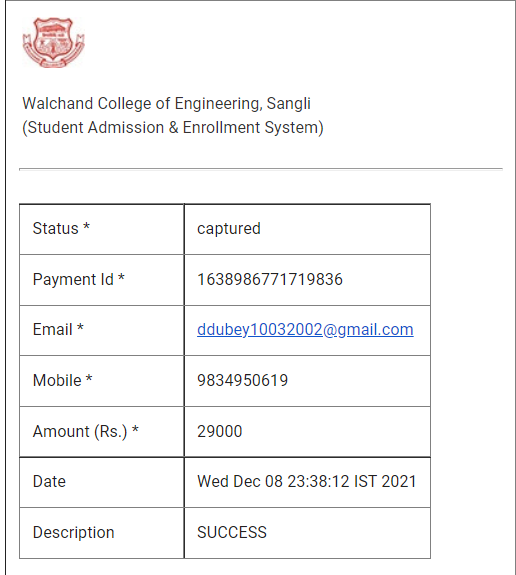 Walchand College of Engineering, Sangli
(Student Admission & Enrollment System)
Status * captured
Payment Id * 1638986771719836
Email * ddubey10032002@gmail.com
Mobile * 9834950619
Amount (Rs.) * 29000
Date Wed Dec 08 23:38:12 IST 2021
Description SUCCESS